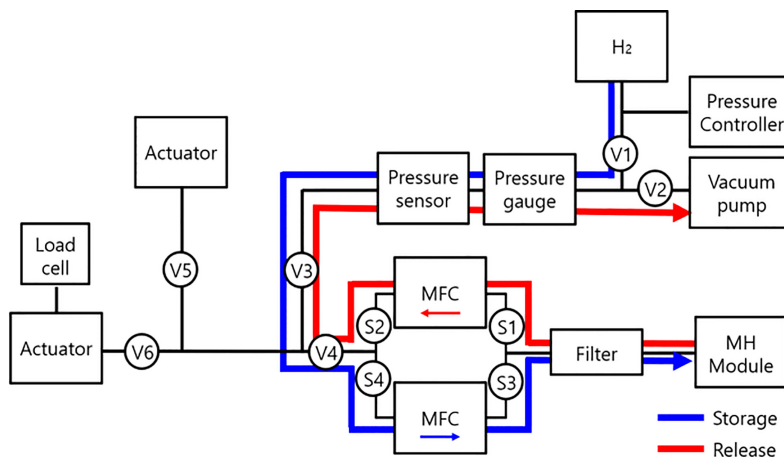 H2
Pressure
Controller
Actuator
V1
Pressure
sensor
Pressure
gauge
V2
Vacuum
pump
Load
cell
V5
V3
MFC
S2
S1
Actuator
V6
V4
Filter
MH
Module
S4
S3
MFC
Storage
Release